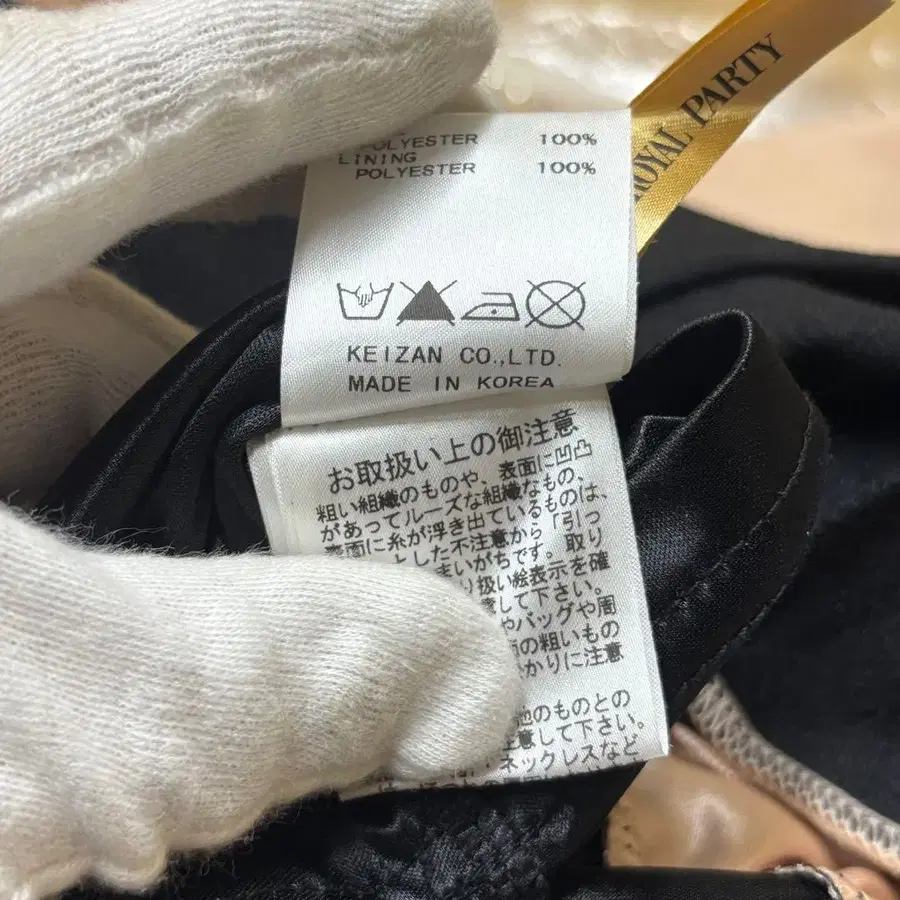 ROYAL PARTY
POLYESTER 100%
LINING
POLYESTER 100%
KEIZAN CO.,LTD.
MADE IN KOREA
お取扱い上の御注意
粗い組織のものや、表面に凹凸
があってルーズな組織なもの、
表面に糸が浮き出ているものは、
とした不注意から「引っ
まいがちです。取り
り扱い絵表示を確
意して下さい。
やバッグや周
面の粗いもの
かりに注意
他のものとの
注意して下さい。
ネックレスなど